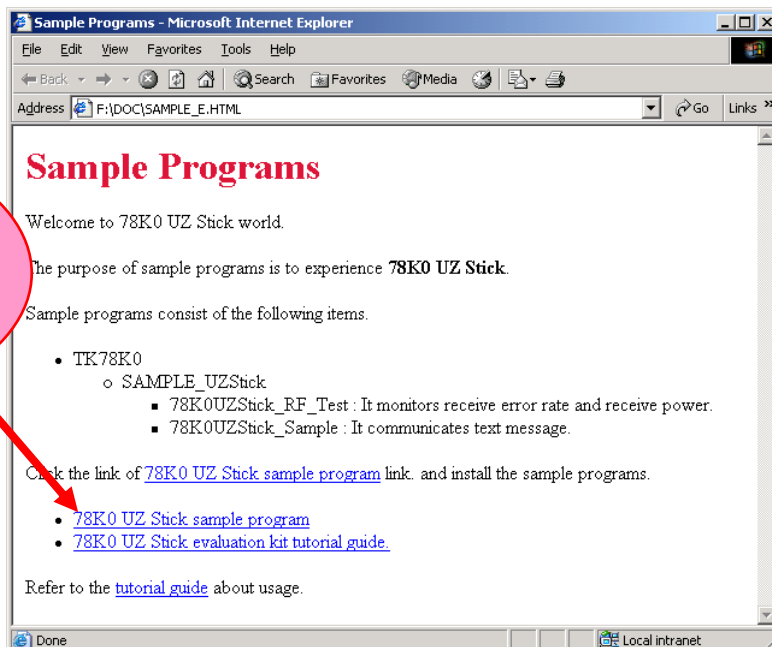 Sample Programs - Microsoft Internet Explorer
File Edit View Favorites Tools Help
Back Search Favorites Media
Address F:\DOC\SAMPLE_E.HTML Go Links »
Sample Programs
Welcome to 78K0 UZ Stick world.
The purpose of sample programs is to experience 78K0 UZ Stick.
Sample programs consist of the following items.
• TK78K0
o SAMPLE_UZStick
▪ 78K0UZStick_RF_Test : It monitors receive error rate and receive power.
▪ 78K0UZStick_Sample : It communicates text message.
Click the link of 78K0 UZ Stick sample program link. and install the sample programs.
• 78K0 UZ Stick sample program
• 78K0 UZ Stick evaluation kit tutorial guide.
Refer to the tutorial guide about usage.
Done Local intranet